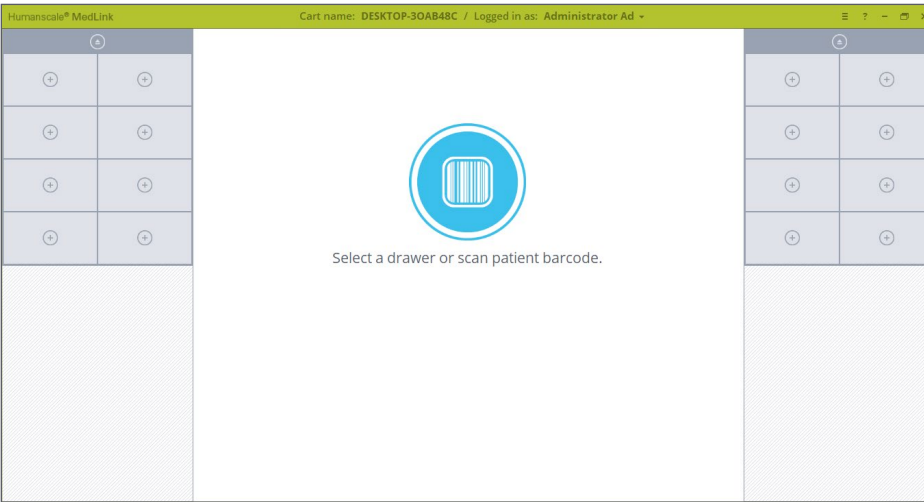 Humanscale® MedLink
Cart name: DESKTOP-3OAB48C / Logged in as: Administrator Ad
Select a drawer or scan patient barcode.